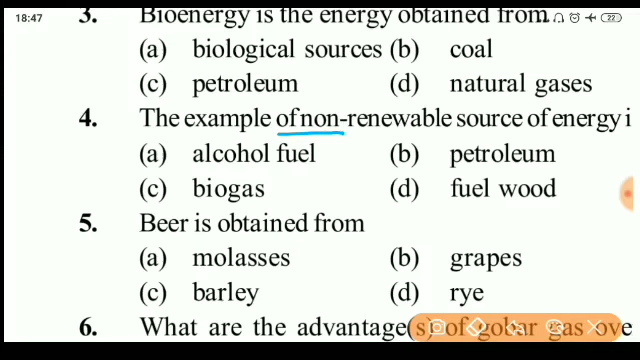 18:47
22
3. Bioenergy is the energy obtained from
(a) biological sources (b) coal
(c) petroleum (d) natural gases
4. The example of non-renewable source of energy i
(a) alcohol fuel (b) petroleum
(c) biogas (d) fuel wood
5. Beer is obtained from
(a) molasses (b) grapes
(c) barley (d) rye
6. What are the advantage(s) of gobar gas ove